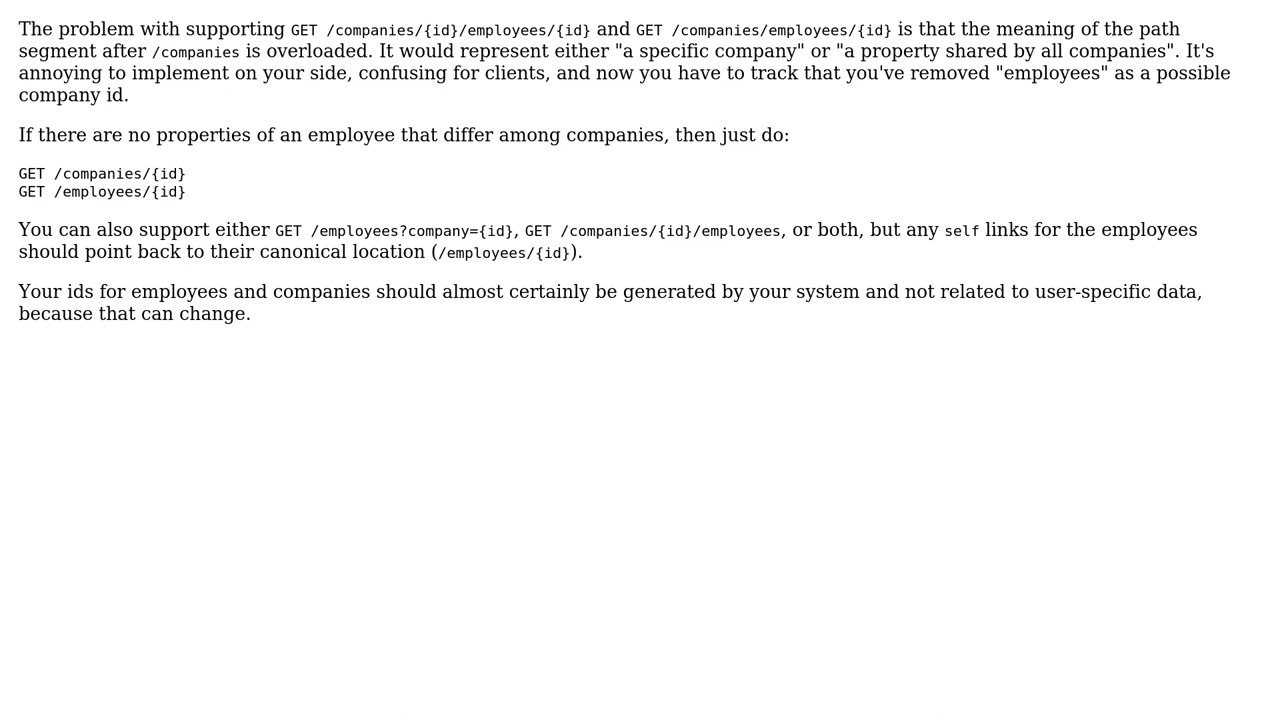 The problem with supporting GET /companies/{id}/employees/{id} and GET /companies/employees/{id} is that the meaning of the path
segment after /companies is overloaded. It would represent either "a specific company" or "a property shared by all companies". It's
annoying to implement on your side, confusing for clients, and now you have to track that you've removed "employees" as a possible
company id.
If there are no properties of an employee that differ among companies, then just do:
GET /companies/{id}
GET /employees/{id}
You can also support either GET /employees?company={id}, GET /companies/{id}/employees, or both, but any self links for the employees
should point back to their canonical location (/employees/{id}).
Your ids for employees and companies should almost certainly be generated by your system and not related to user-specific data,
because that can change.